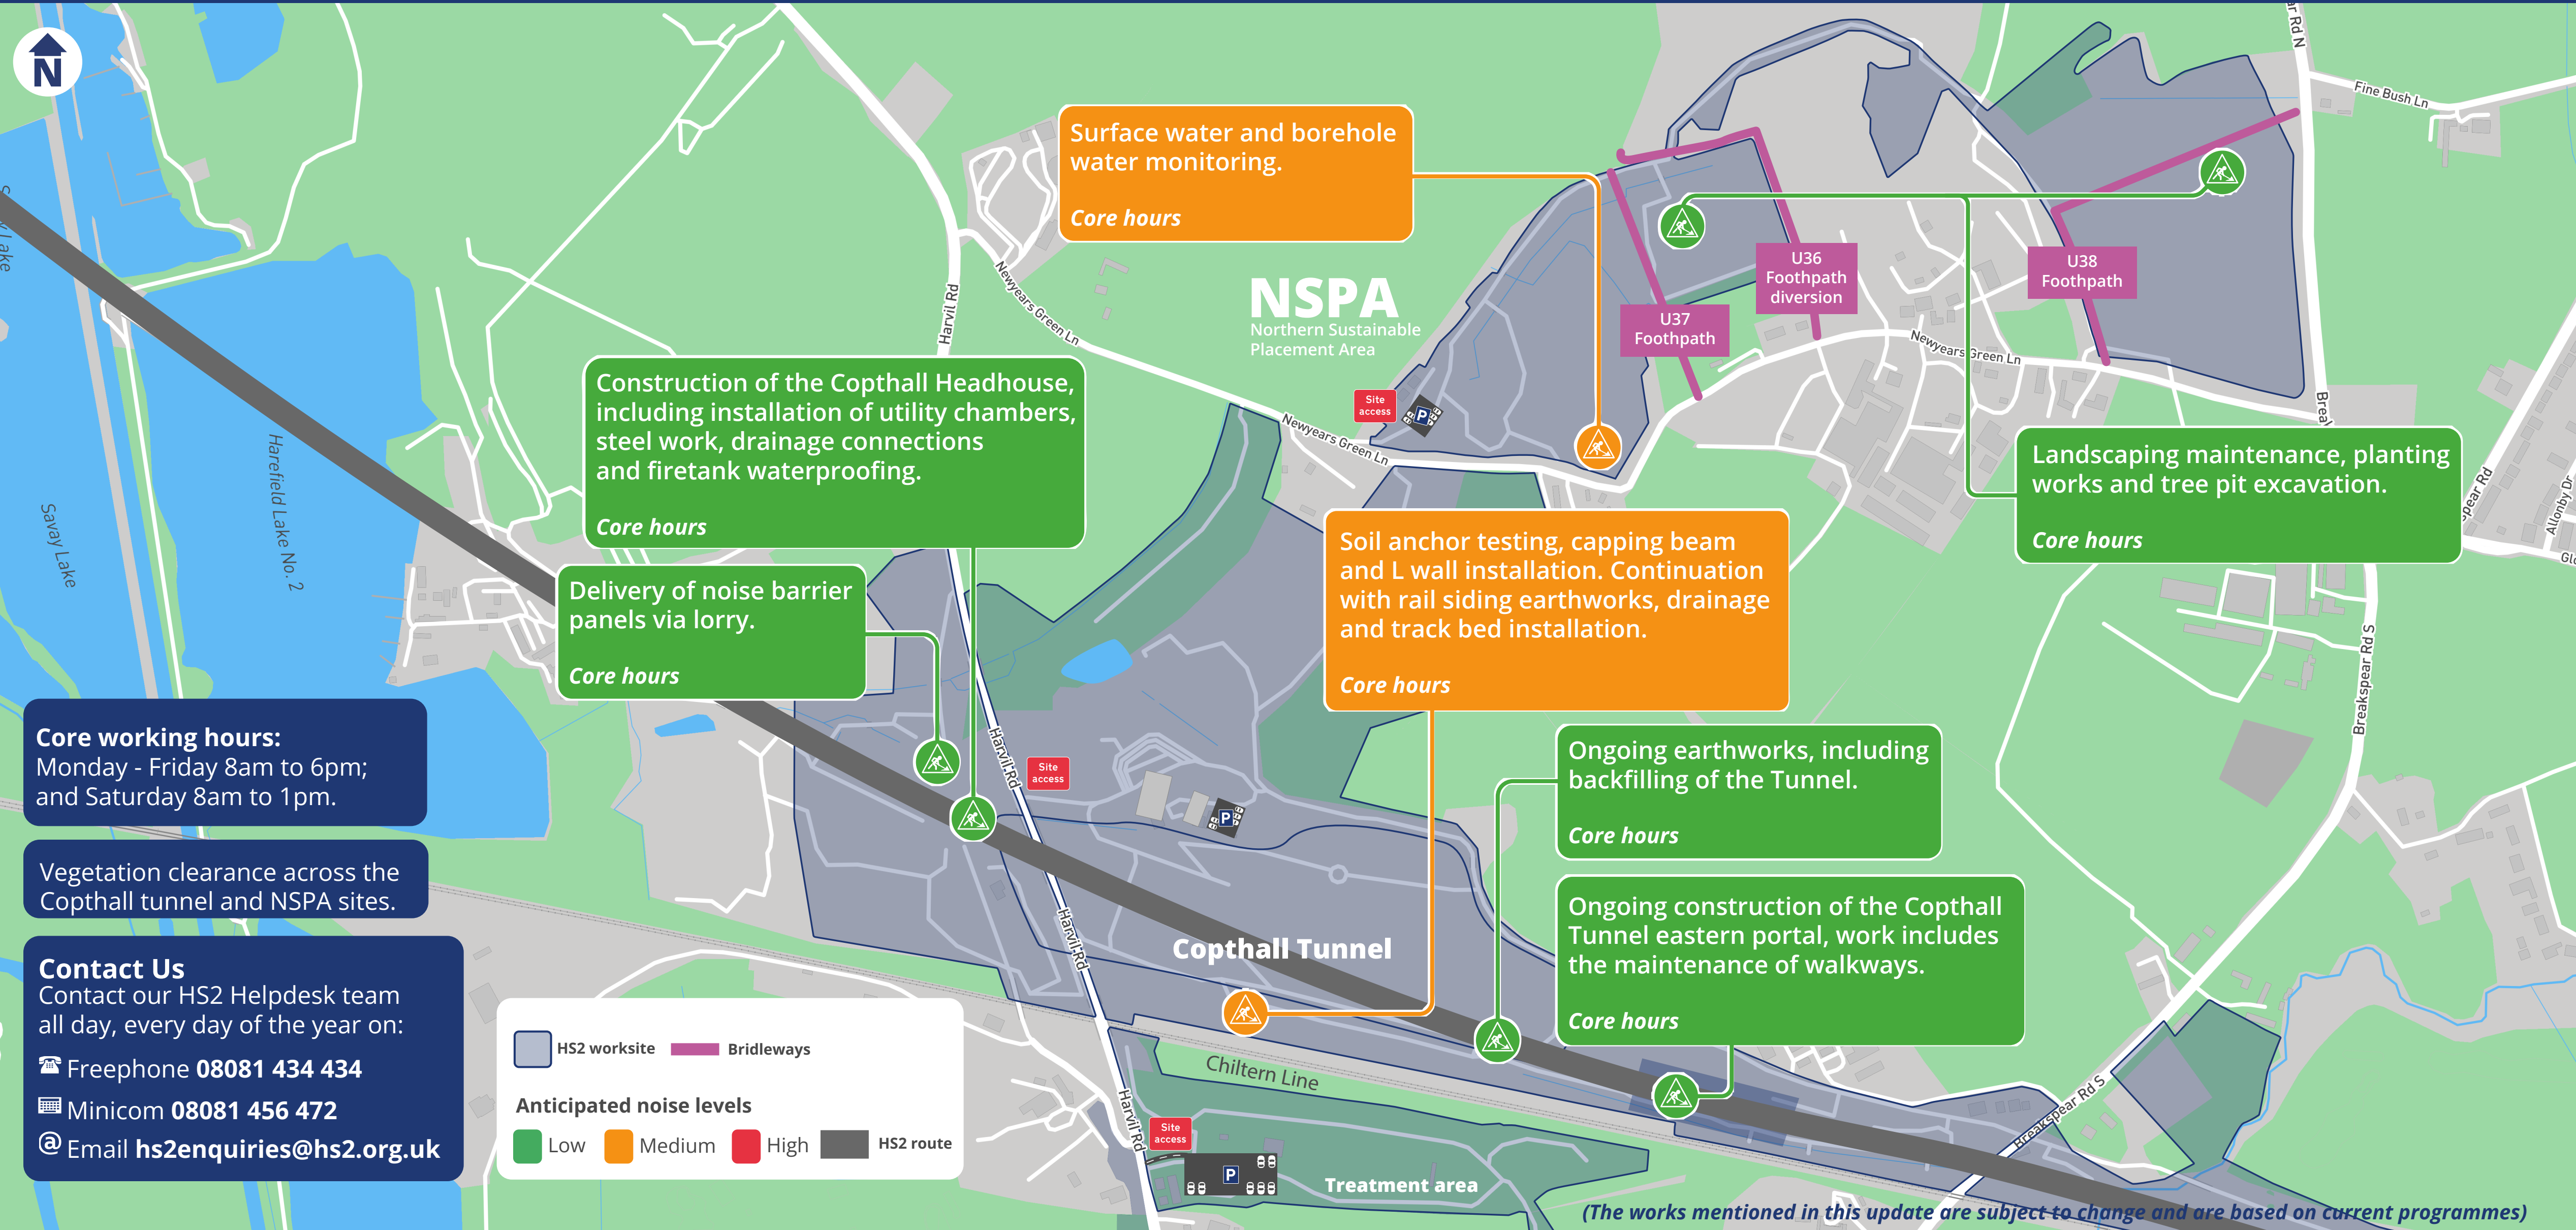 N
Surface water and borehole
water monitoring.
Core hours
NSPA
Northern Sustainable
Placement Area
U36
Foothpath
diversion
U37
Foothpath
U38
Foothpath
Fine Bush Ln
Harvil Rd
Newyears Green Ln
Newyears Green Ln
Newyears Green Ln
Site
access
P
Construction of the Copthall Headhouse,
including installation of utility chambers,
steel work, drainage connections
and firetank waterproofing.
Core hours
Landscaping maintenance, planting
works and tree pit excavation.
Core hours
Allonby Dr
Soil anchor testing, capping beam
and L wall installation. Continuation
with rail siding earthworks, drainage
and track bed installation.
Core hours
Delivery of noise barrier
panels via lorry.
Core hours
Harefield Lake No. 2
Savay Lake
Breakspear Rd S
Harvil Rd
Site
access
P
Ongoing earthworks, including
backfilling of the Tunnel.
Core hours
Ongoing construction of the Copthall
Tunnel eastern portal, work includes
the maintenance of walkways.
Core hours
Copthall Tunnel
Harvil Rd
Chiltern Line
Harvil Rd
Site
access
P
Treatment area
Breakspear Rd S
Core working hours:
Monday - Friday 8am to 6pm;
and Saturday 8am to 1pm.
Vegetation clearance across the
Copthall tunnel and NSPA sites.
Contact Us
Contact our HS2 Helpdesk team
all day, every day of the year on:
Freephone 08081 434 434
Minicom 08081 456 472
@ Email hs2enquiries@hs2.org.uk
HS2 worksite Bridleways
Anticipated noise levels
Low Medium High HS2 route
(The works mentioned in this update are subject to change and are based on current programmes)